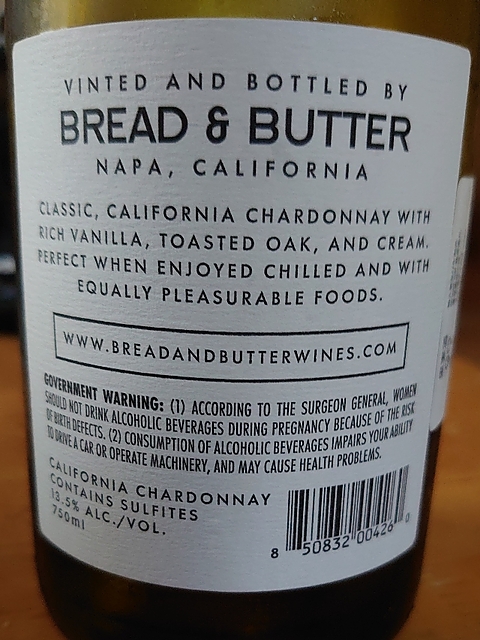 VINTED AND BOTTLED BY
BREAD & BUTTER
NAPA, CALIFORNIA
CLASSIC, CALIFORNIA CHARDONNAY WITH
RICH VANILLA, TOASTED OAK, AND CREAM.
PERFECT WHEN ENJOYED CHILLED AND WITH
EQUALLY PLEASURABLE FOODS.
WWW.BREADANDBUTTERWINES.COM
GOVERNMENT WARNING: (1) ACCORDING TO THE SURGEON GENERAL, WOMEN
SHOULD NOT DRINK ALCOHOLIC BEVERAGES DURING PREGNANCY BECAUSE OF THE RISK
OF BIRTH DEFECTS. (2) CONSUMPTION OF ALCOHOLIC BEVERAGES IMPAIRS YOUR ABILITY
TO DRIVE A CAR OR OPERATE MACHINERY, AND MAY CAUSE HEALTH PROBLEMS.
CALIFORNIA CHARDONNAY
CONTAINS SULFITES
13.5% ALC./VOL.
750ml
8 50832 00426 0